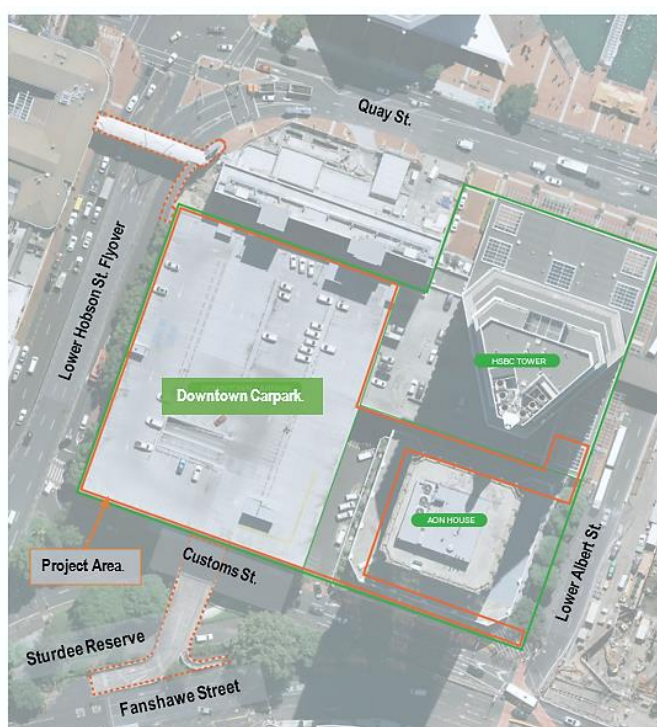 Quay St.
Lower Hobson St. Flyover
HSBC TOWER
Downtown Carpark.
AON HOUSE
Project Area.
Customs St.
Lower Albert St.
Sturdee Reserve
Fanshawe Street